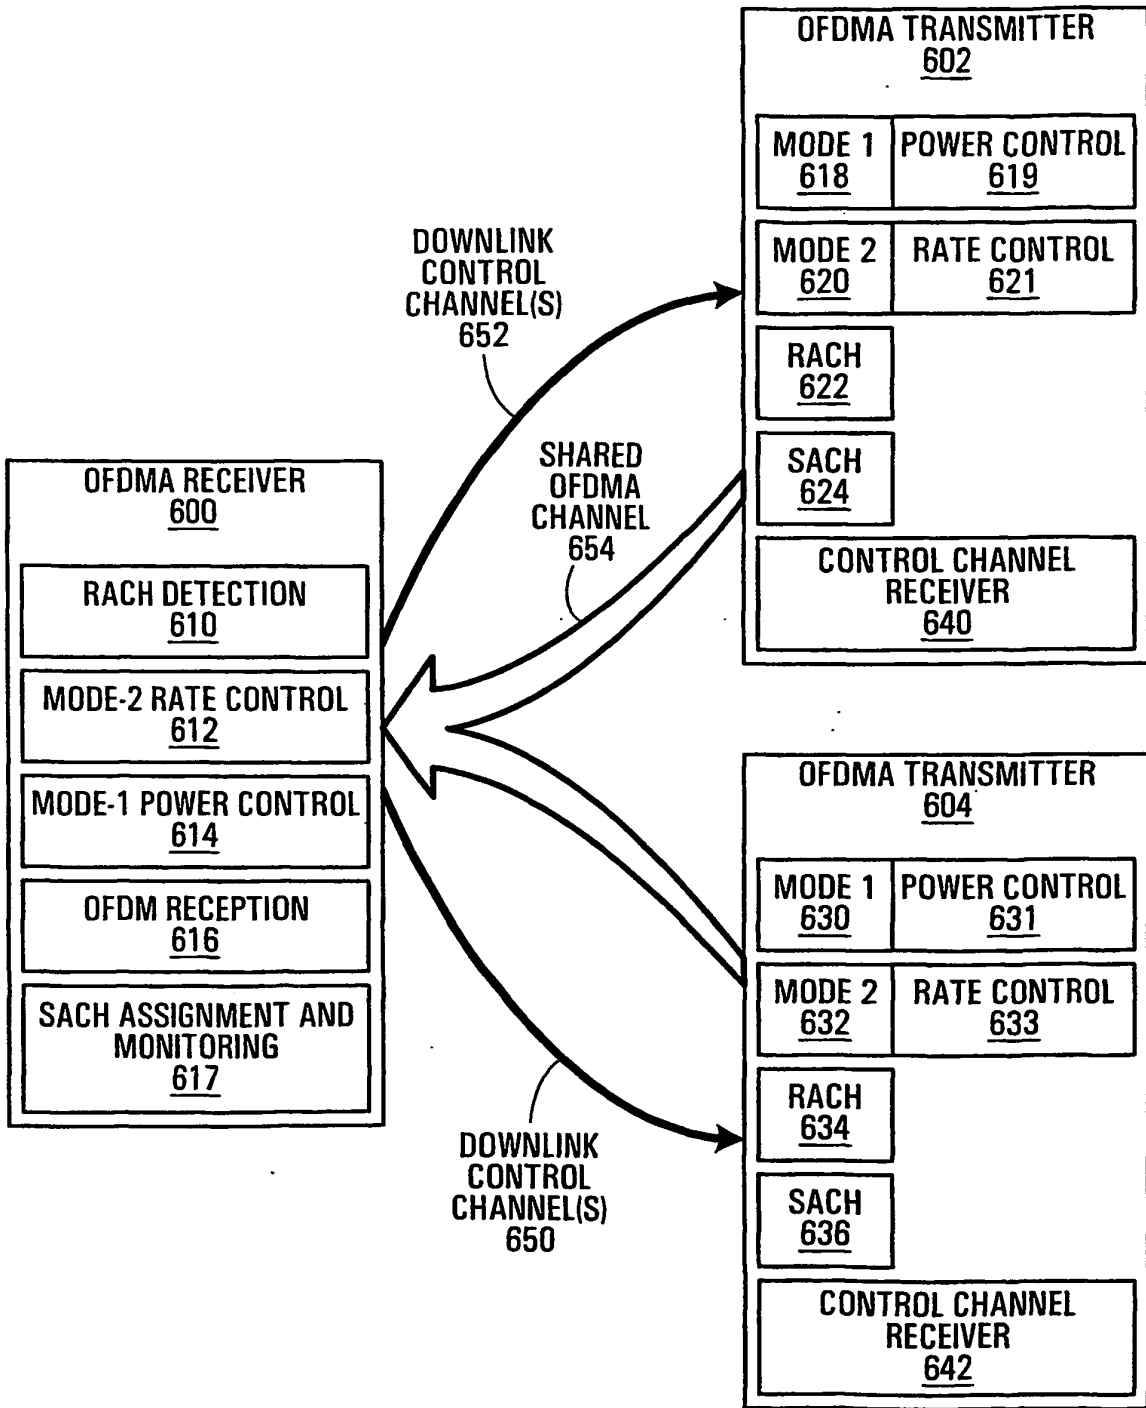 OFDMA TRANSMITTER
602
MODE 1
618
POWER CONTROL
619
MODE 2
620
RATE CONTROL
621
RACH
622
SACH
624
CONTROL CHANNEL
RECEIVER
640
DOWNLINK
CONTROL
CHANNEL(S)
652
SHARED
OFDMA
CHANNEL
654
OFDMA RECEIVER
600
RACH DETECTION
610
MODE-2 RATE CONTROL
612
MODE-1 POWER CONTROL
614
OFDM RECEPTION
616
SACH ASSIGNMENT AND
MONITORING
617
DOWNLINK
CONTROL
CHANNEL(S)
650
OFDMA TRANSMITTER
604
MODE 1
630
POWER CONTROL
631
MODE 2
632
RATE CONTROL
633
RACH
634
SACH
636
CONTROL CHANNEL
RECEIVER
642